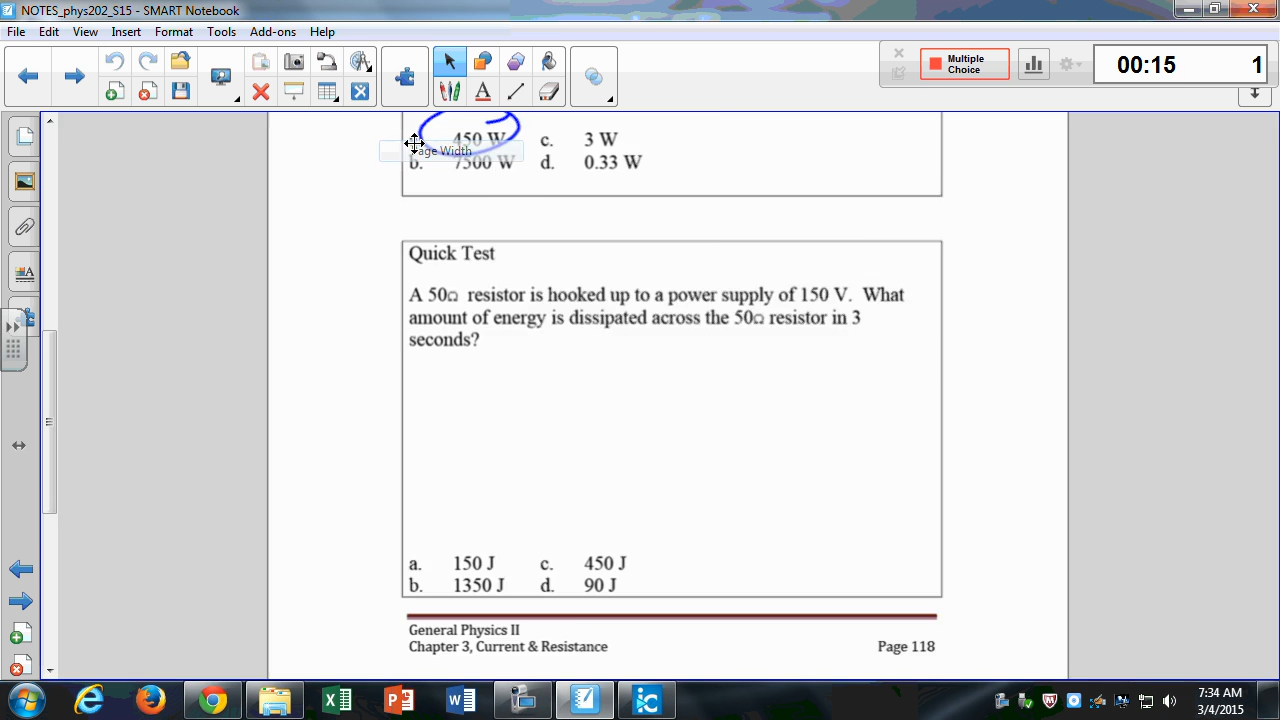 NOTES_phys202_S15 - SMART Notebook
File Edit View Insert Format Tools Add-ons Help
Multiple
Choice
00:15 1
450 W c. 3 W
age Width
b. 7500 W d. 0.33 W
Quick Test
A 50Ω resistor is hooked up to a power supply of 150 V. What
amount of energy is dissipated across the 50Ω resistor in 3
seconds?
a. 150 J c. 450 J
b. 1350 J d. 90 J
General Physics II
Chapter 3, Current & Resistance Page 118
7:34 AM
3/4/2015